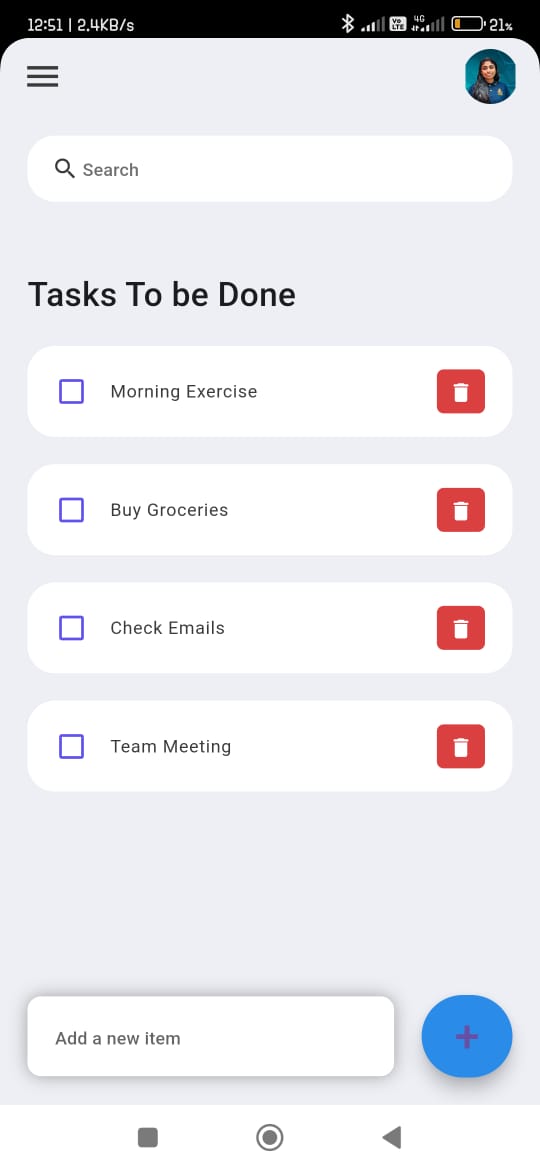 12:51 | 2,4KB/s
Vo LTE 4G 21%
Search
Tasks To be Done
Morning Exercise
Buy Groceries
Check Emails
Team Meeting
Add a new item